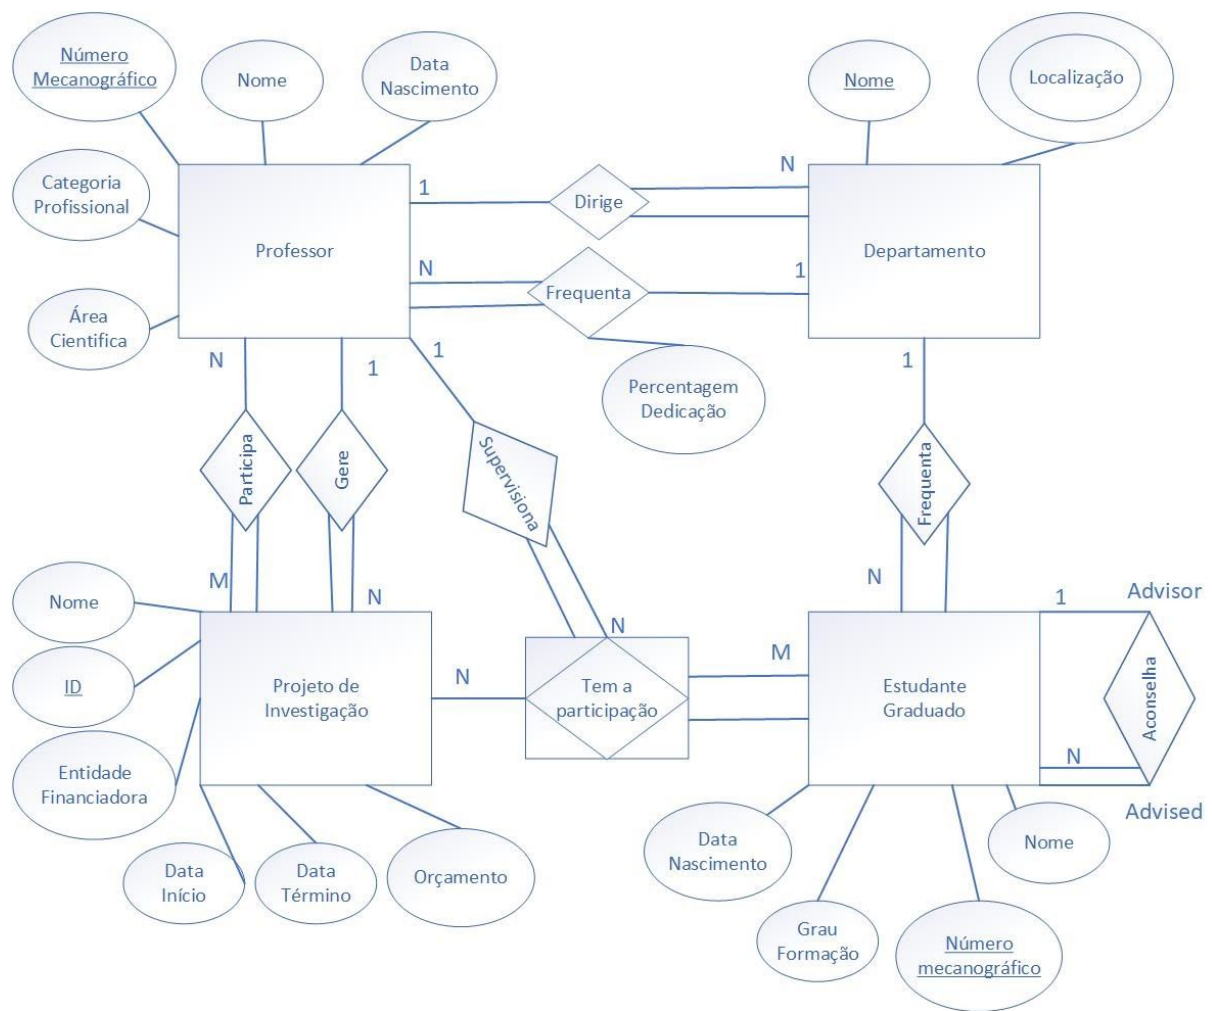 Número
Mecanográfico
Nome
Data
Nascimento
Nome
Localização
Categoria
Profissional
Professor
1
Dirige
N
Departamento
N
Frequenta
1
Área
Cientifica
N
1
1
Percentagem
Dedicação
1
Participa
Gere
Supervisiona
Frequenta
M
N
N
N
1
Advisor
Nome
ID
Projeto de
Investigação
N
Tem a
participação
M
Estudante
Graduado
Aconselha
N
Advised
Entidade
Financiadora
Data
Início
Data
Término
Orçamento
Data
Nascimento
Nome
Grau
Formação
Número
mecanográfico